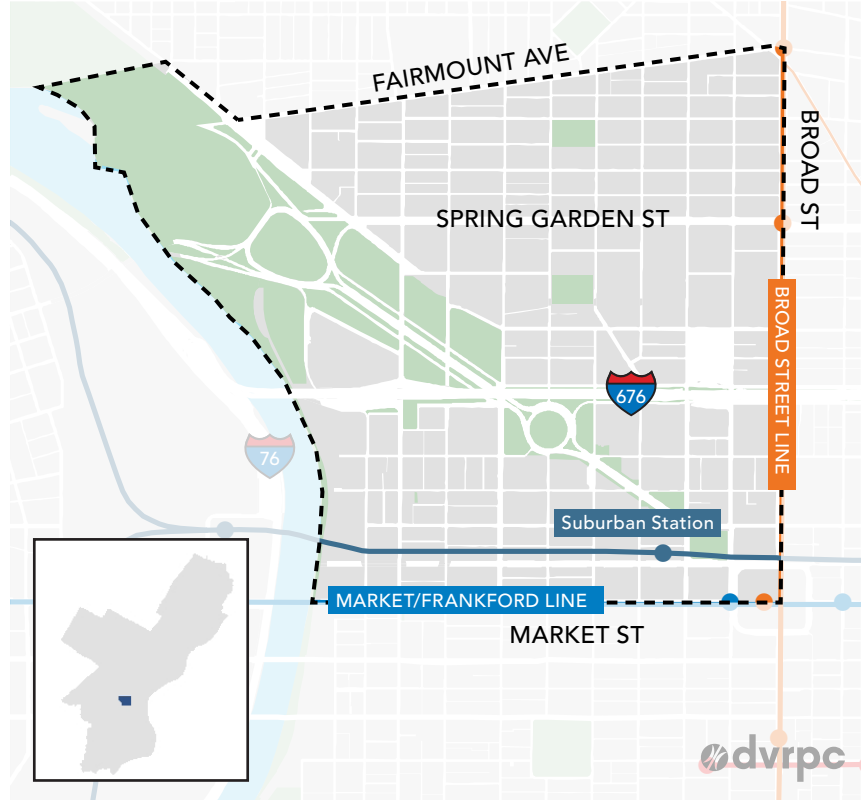 FAIRMOUNT AVE
BROAD ST
SPRING GARDEN ST
BROAD STREET LINE
676
76
Suburban Station
MARKET/FRANKFORD LINE
MARKET ST
dvrpc